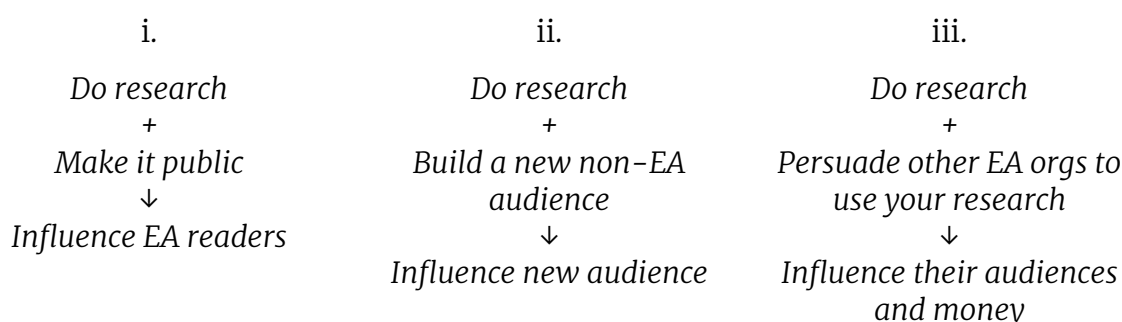 i.
Do research
+
Make it public
↓
Influence EA readers
ii.
Do research
+
Build a new non-EA
audience
↓
Influence new audience
iii.
Do research
+
Persuade other EA orgs to
use your research
↓
Influence their audiences
and money